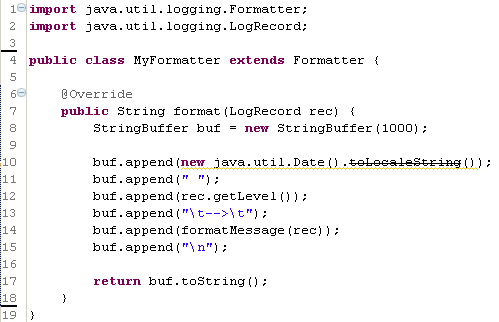 1 import java.util.logging.Formatter;
2 import java.util.logging.LogRecord;
3
4 public class MyFormatter extends Formatter {
5
6     @Override
7     public String format(LogRecord rec) {
8         StringBuffer buf = new StringBuffer(1000);
9
10         buf.append(new java.util.Date().toLocaleString());
11         buf.append(" ");
12         buf.append(rec.getLevel());
13         buf.append("\t-->\t");
14         buf.append(formatMessage(rec));
15         buf.append("\n");
16
17         return buf.toString();
18     }
19 }